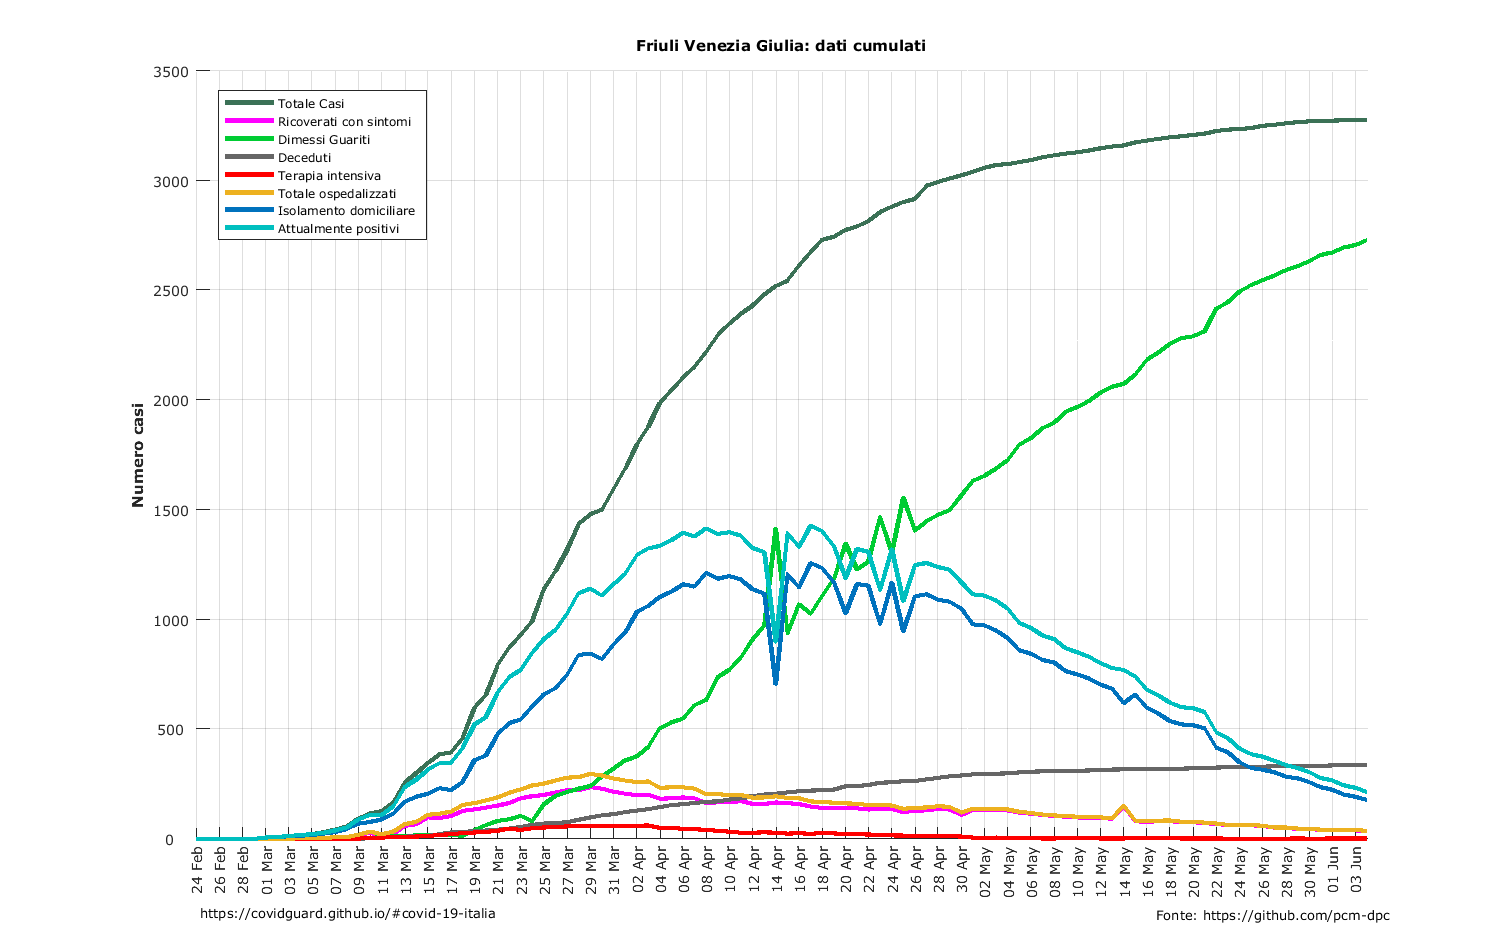 Friuli Venezia Giulia: dati cumulati
3500
3000
2500
2000
1500
1000
500
0
Numero casi
Totale Casi
Ricoverati con sintomi
Dimessi Guariti
Deceduti
Terapia intensiva
Totale ospedalizzati
Isolamento domiciliare
Attualmente positivi
24 Feb
26 Feb
28 Feb
01 Mar
03 Mar
05 Mar
07 Mar
09 Mar
11 Mar
13 Mar
15 Mar
17 Mar
19 Mar
21 Mar
23 Mar
25 Mar
27 Mar
29 Mar
31 Mar
02 Apr
04 Apr
06 Apr
08 Apr
10 Apr
12 Apr
14 Apr
16 Apr
18 Apr
20 Apr
22 Apr
24 Apr
26 Apr
28 Apr
30 Apr
02 May
04 May
06 May
08 May
10 May
12 May
14 May
16 May
18 May
20 May
22 May
24 May
26 May
28 May
30 May
01 Jun
03 Jun
https://covidguard.github.io/#covid-19-italia
Fonte: https://github.com/pcm-dpc